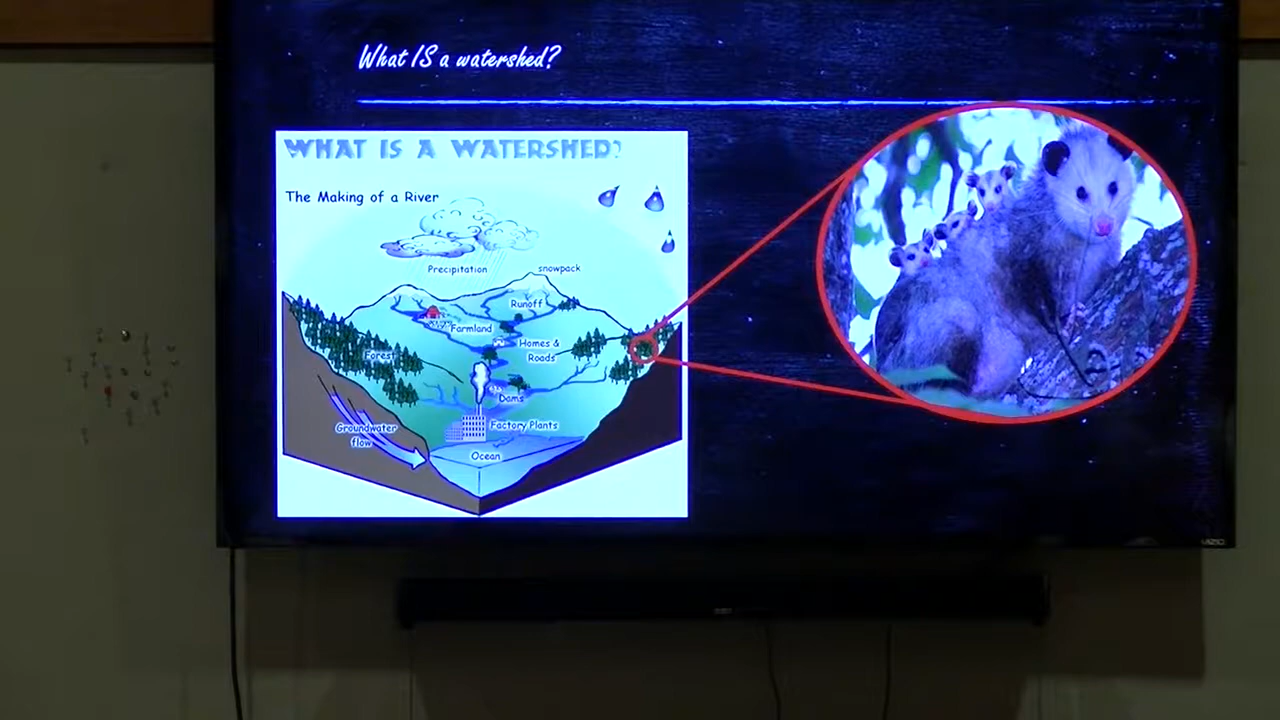 What IS a watershed?
WHAT IS A WATERSHED?
The Making of a River
Precipitation
snowpack
Runoff
Farmland
Homes &
Roads
Forest
Dams
Groundwater
flow
Factory Plants
Ocean
VIZIO